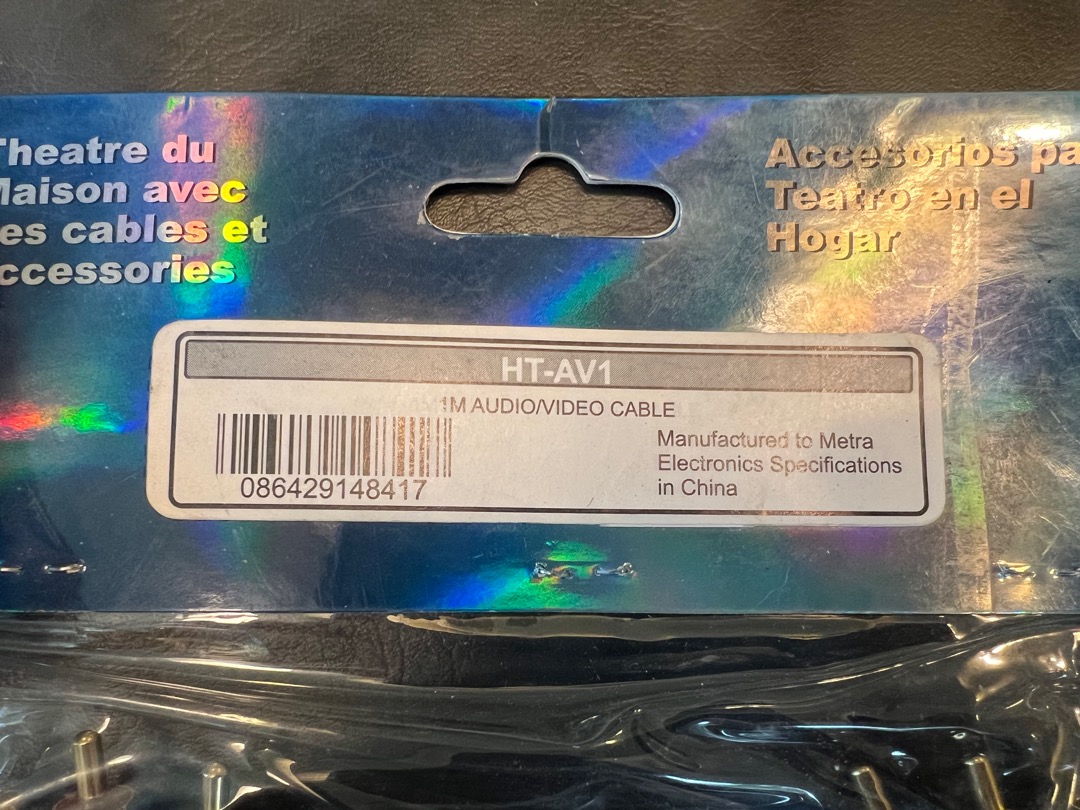 Theatre du
Maison avec
es cables et
ccessories
Accesorios pa
Teatro en el
Hogar
HT-AV1
1M AUDIO/VIDEO CABLE
086429148417
Manufactured to Metra
Electronics Specifications
in China